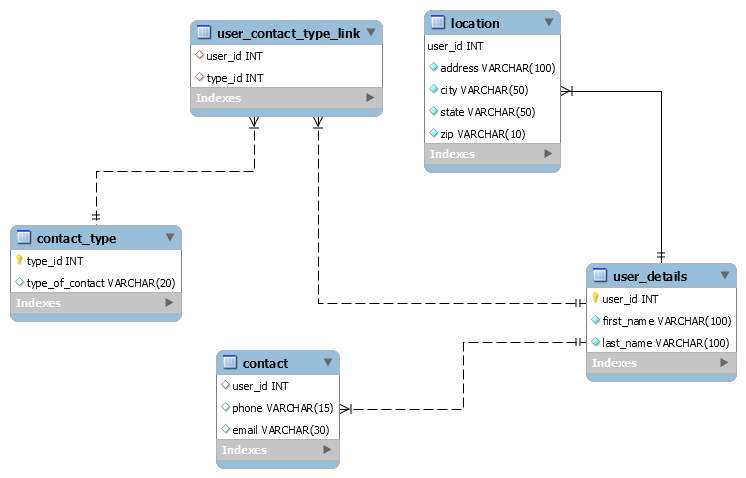 user_contact_type_link
user_id INT
type_id INT
Indexes
location
user_id INT
address VARCHAR(100)
city VARCHAR(50)
state VARCHAR(50)
zip VARCHAR(10)
Indexes
contact_type
type_id INT
type_of_contact VARCHAR(20)
Indexes
user_details
user_id INT
first_name VARCHAR(100)
last_name VARCHAR(100)
Indexes
contact
user_id INT
phone VARCHAR(15)
email VARCHAR(30)
Indexes